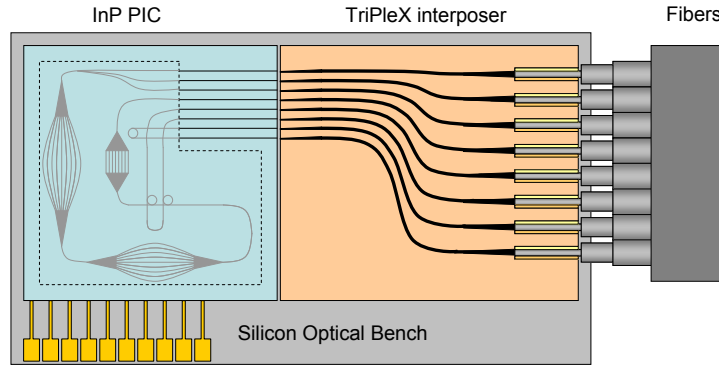 InP PIC
TriPleX interposer
Fibers
Silicon Optical Bench